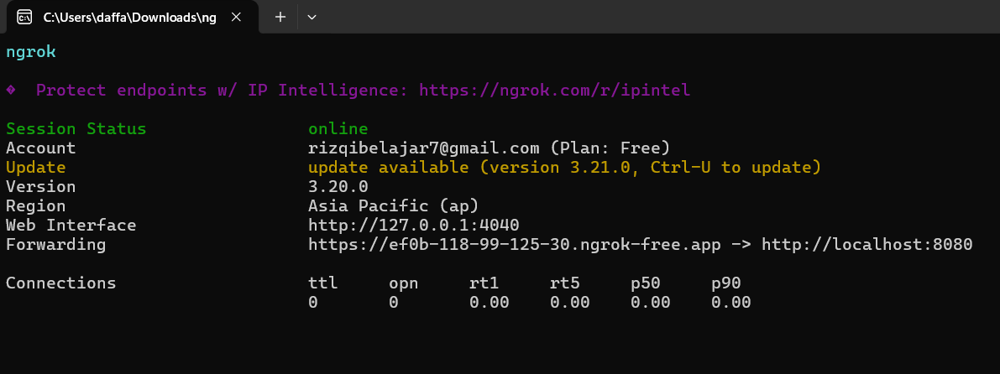 C:\Users\daffa\Downloads\ng
ngrok
� Protect endpoints w/ IP Intelligence: https://ngrok.com/r/ipintel
Session Status online
Account rizqibelajar7@gmail.com (Plan: Free)
Update update available (version 3.21.0, Ctrl-U to update)
Version 3.20.0
Region Asia Pacific (ap)
Web Interface http://127.0.0.1:4040
Forwarding https://ef0b-118-99-125-30.ngrok-free.app -> http://localhost:8080
Connections ttl opn rt1 rt5 p50 p90
0 0 0.00 0.00 0.00 0.00